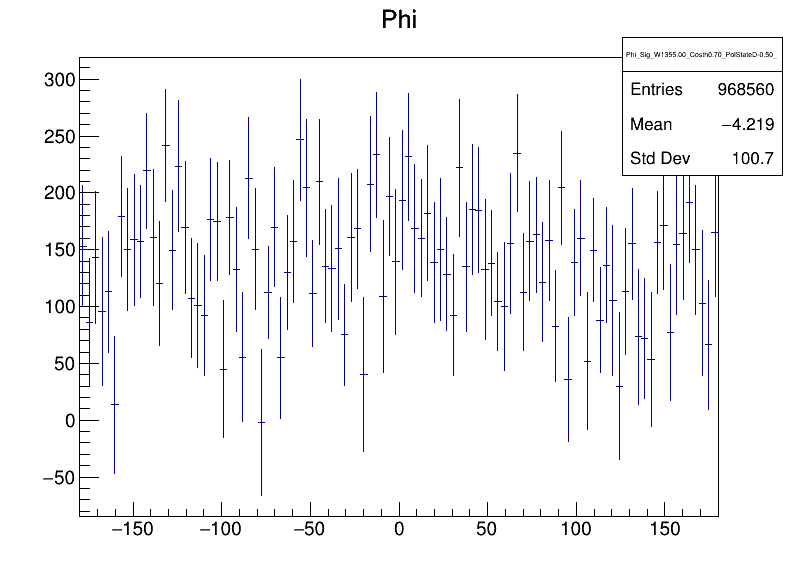 Phi
Phi_Sig_W1355.00_Costh0.70_PolStateD-0.50_
Entries 968560
Mean −4.219
Std Dev 100.7
300
250
200
150
100
50
0
−50
−150 −100 −50 0 50 100 150